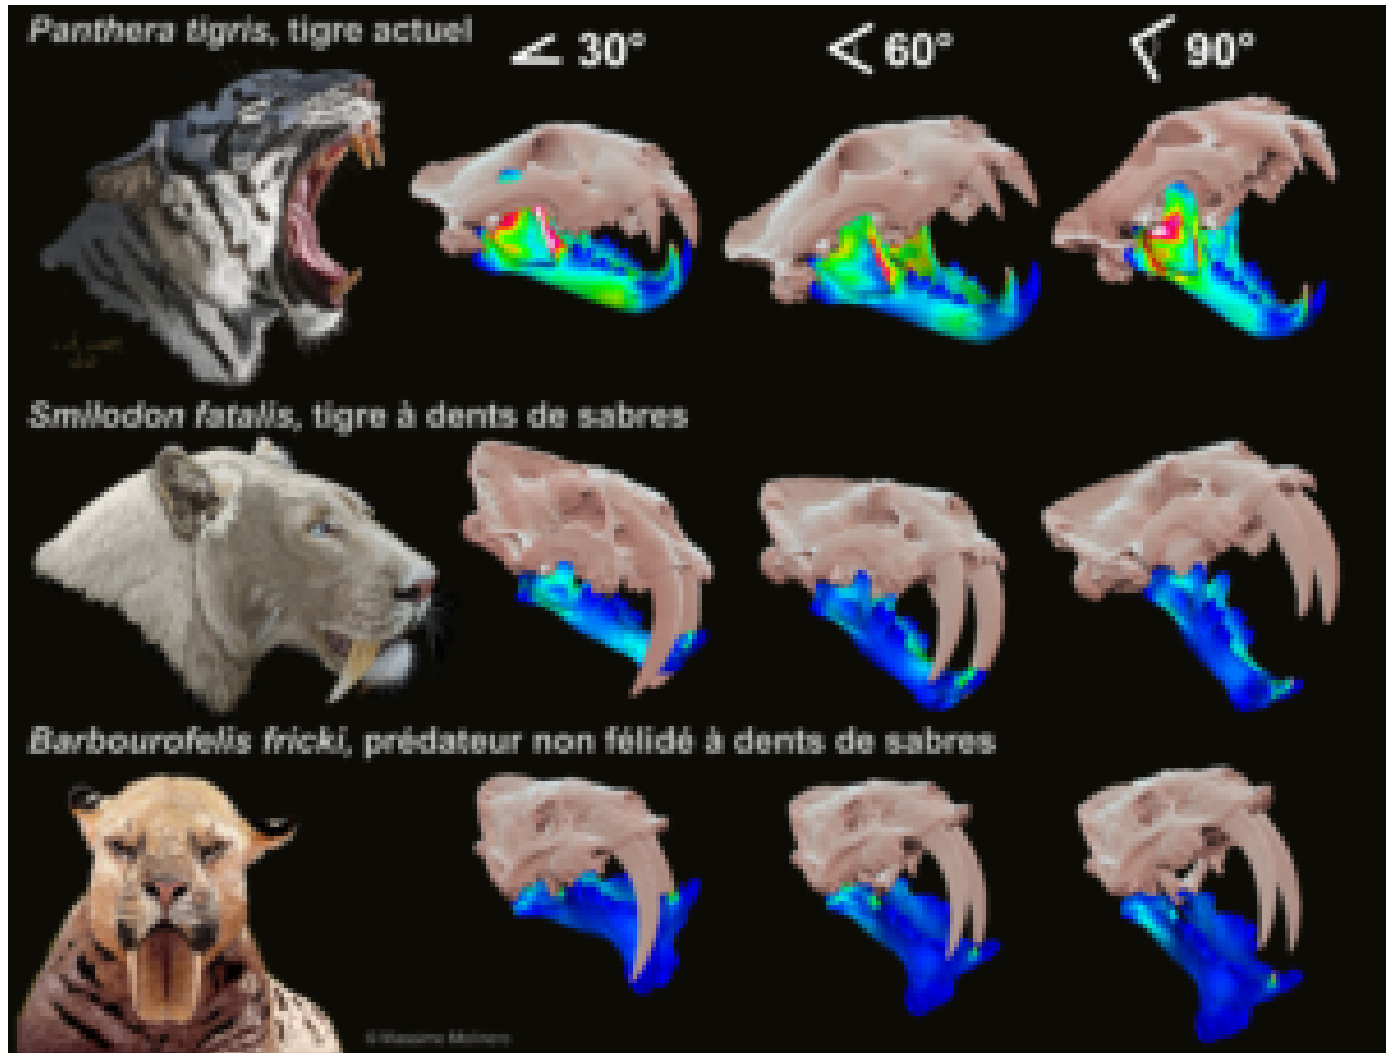 Panthera tigris, tigre actuel
30° 60° 90°
Smilodon fatalis, tigre à dents de sabres
Barbourofelis fricki, prédateur non félidé à dents de sabres